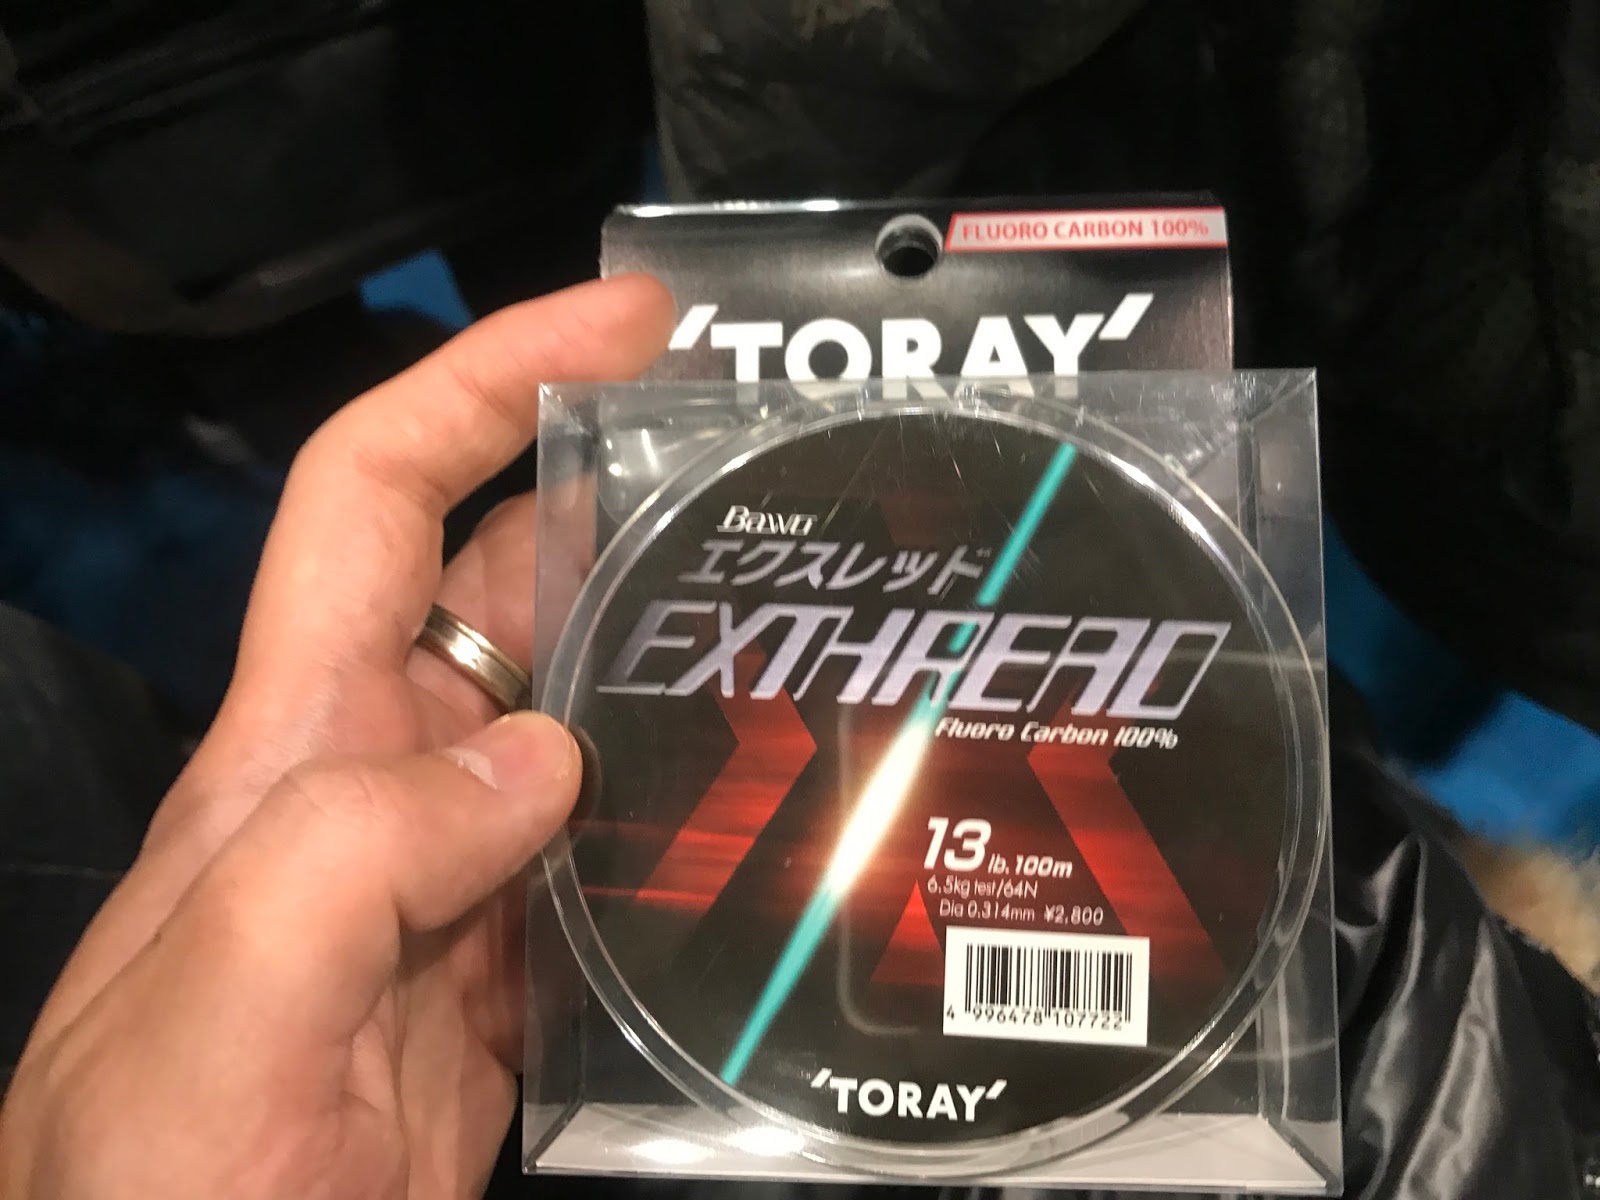 FLUORO CARBON 100%
'TORAY'
Bawo
エクスレッド
EXTHREAD
Fluoro Carbon 100%
13 lb. 100m
6.5kg test/64N
Dia 0.314mm ¥2,800
4 996478 107722
'TORAY'